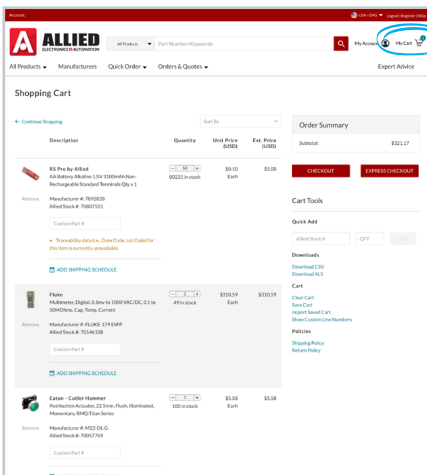 Account:
USA - ENG Logout | Register | Help
ALLIED
ELECTRONICS & AUTOMATION
All Products
Part Number/Keywords
My Account
My Cart
All Products
Manufacturers
Quick Order
Orders & Quotes
Expert Advice
Shopping Cart
← Continue Shopping
Sort By
Description Quantity Unit Price (USD) Ext. Price (USD)
RS Pro by Allied
AA Battery Alkaline 1.5V 3100mAh Non-
Rechargeable Standard Terminals Qty. x 1
Manufacturer #: 7892828
Allied Stock #: 70807551
- 50 +
80221 in stock
$0.10
Each
$5.00
Remove
Custom Part #
Traceability data (i.e., Date Code, Lot Code) for
this item is currently unavailable.
ADD SHIPPING SCHEDULE
Fluke
Multimeter, Digital, 0.1mv to 1000 VAC/DC, 0.1 to
50MOhms, Cap, Temp, Current
Manufacturer #: FLUKE-179 ESFP
Allied Stock #: 70146108
- 1 +
49 in stock
$310.59
Each
$310.59
Remove
Custom Part #
ADD SHIPPING SCHEDULE
Eaton - Cutler Hammer
Pushbutton Actuator, 22.5mm, Flush, Illuminated,
Momentary, RMQ-Titan Series
Manufacturer #: M22-DL-G
Allied Stock #: 70057769
- 1 +
100 in stock
$5.58
Each
$5.58
Remove
Custom Part #
Order Summary
Subtotal: $321.17
CHECKOUT
EXPRESS CHECKOUT
Cart Tools
Quick Add
Allied Stock #
QTY
Downloads
Download CSV
Download XLS
Cart
Clear Cart
Save Cart
Import Saved Cart
Show Custom Line Numbers
Policies
Shipping Policy
Return Policy